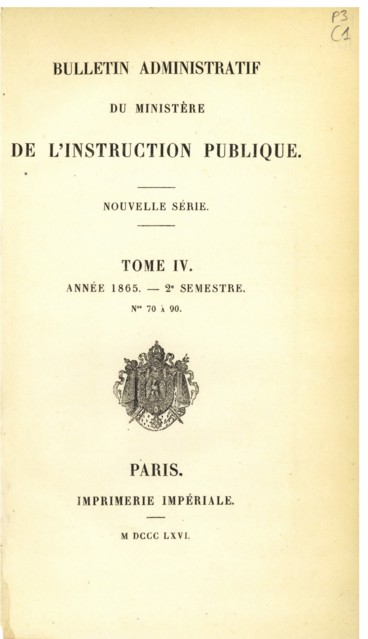 P3
C1
BULLETIN ADMINISTRATIF
DU MINISTÈRE
DE L'INSTRUCTION PUBLIQUE.
NOUVELLE SÉRIE.
TOME IV.
ANNÉE 1865. — 2e SEMESTRE.
Nos 70 À 90.
PARIS.
IMPRIMERIE IMPÉRIALE.
M DCCC LXVI.